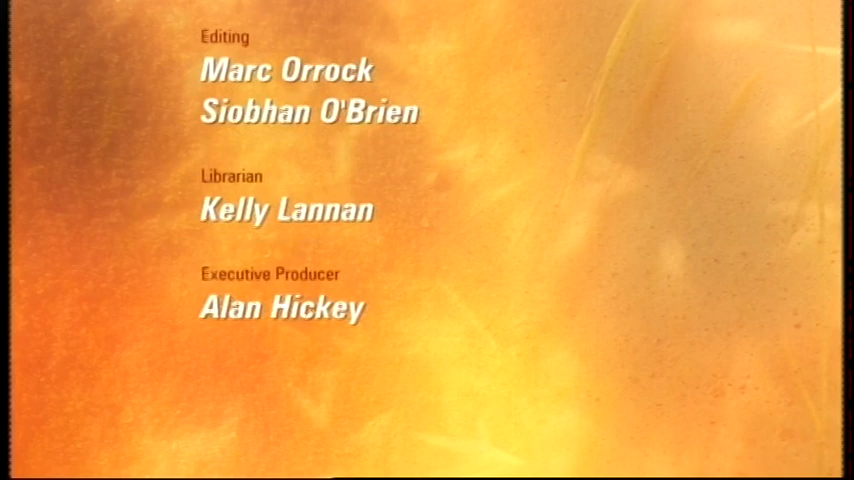 Editing
Marc Orrock
Siobhan O'Brien
Librarian
Kelly Lannan
Executive Producer
Alan Hickey